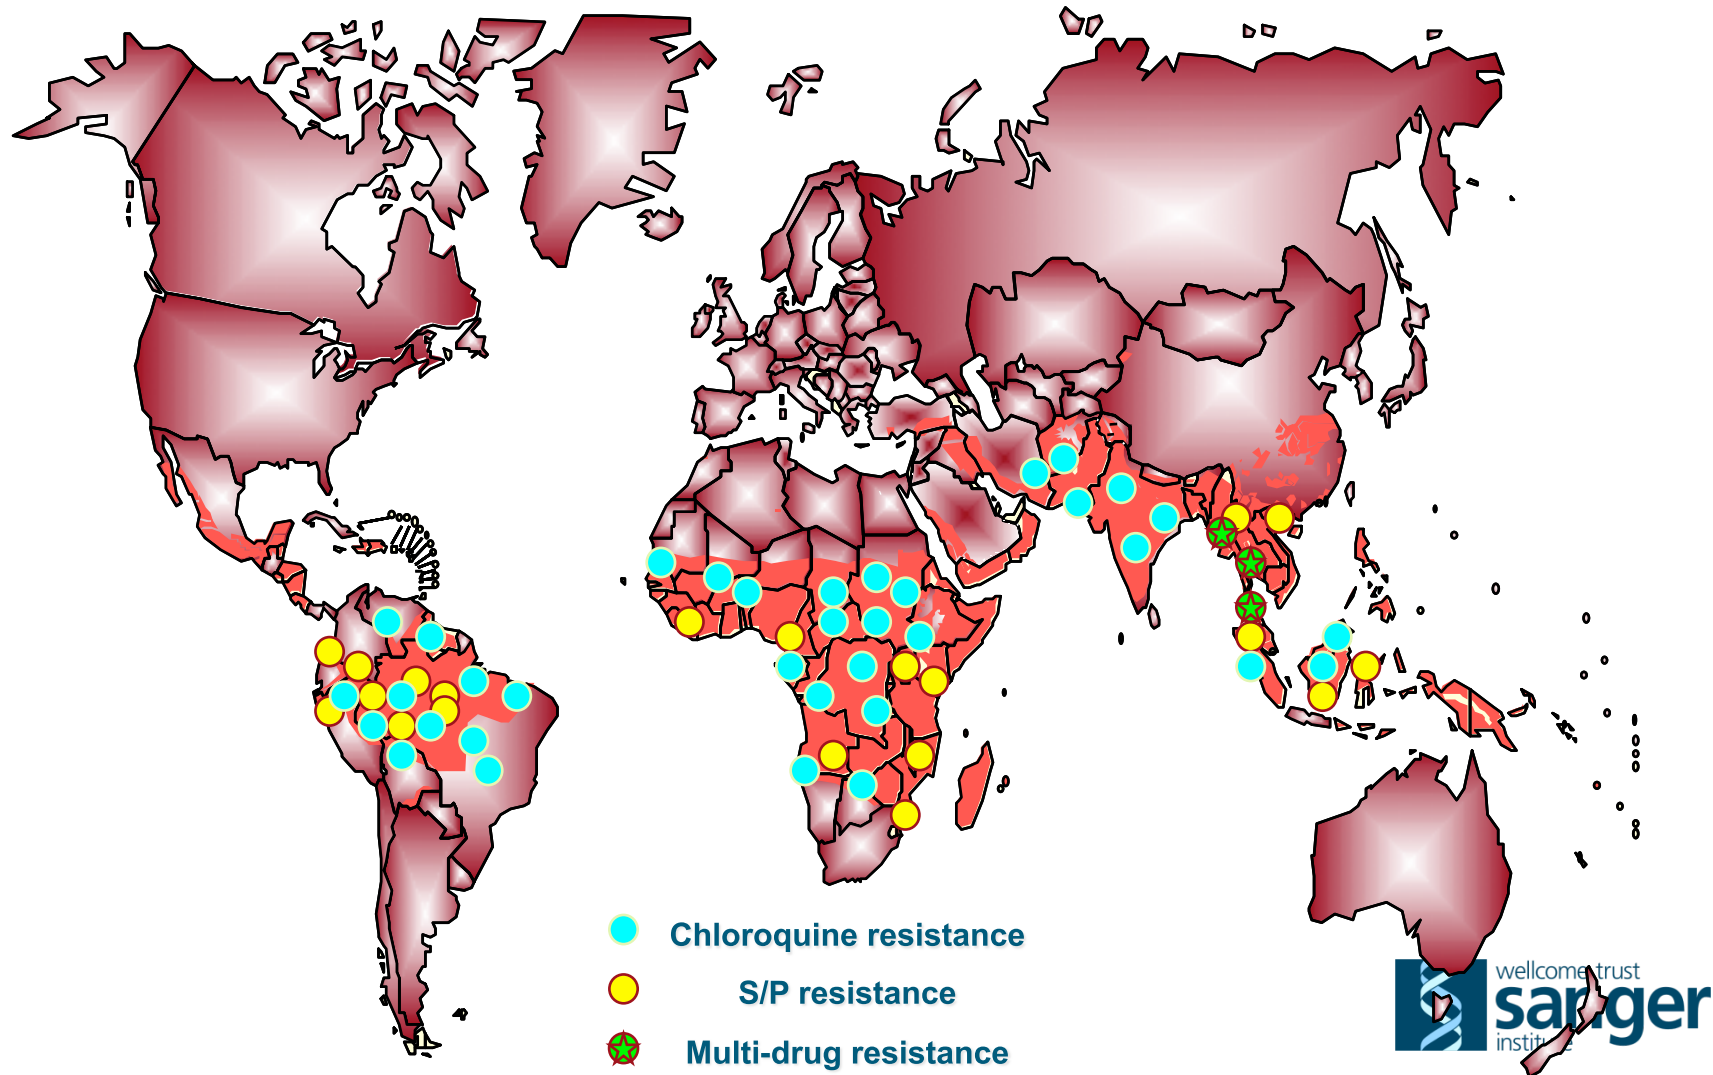 Chloroquine resistance
S/P resistance
Multi-drug resistance
wellcome trust
sanger
institute